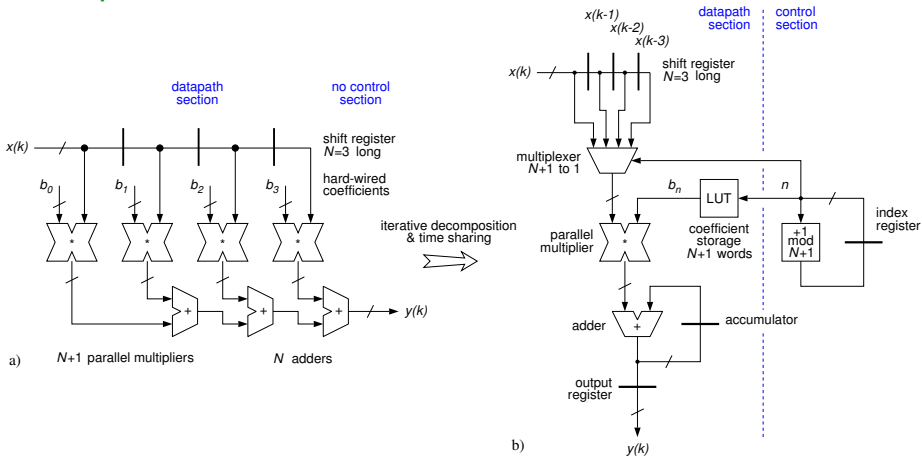 x(k)
datapath
section
no control
section
shift register
N=3 long
hard-wired
coefficients
b0
b1
b2
b3
*
*
*
*
+
+
+
y(k)
a)
N+1 parallel multipliers
N adders
iterative decomposition
& time sharing
x(k-1)
x(k-2)
x(k-3)
datapath
section
control
section
x(k)
shift register
N=3 long
multiplexer
N+1 to 1
bn
LUT
n
coefficient
storage
N+1 words
+1
mod
N+1
index
register
parallel
multiplier
*
adder
+
accumulator
output
register
b)
y(k)